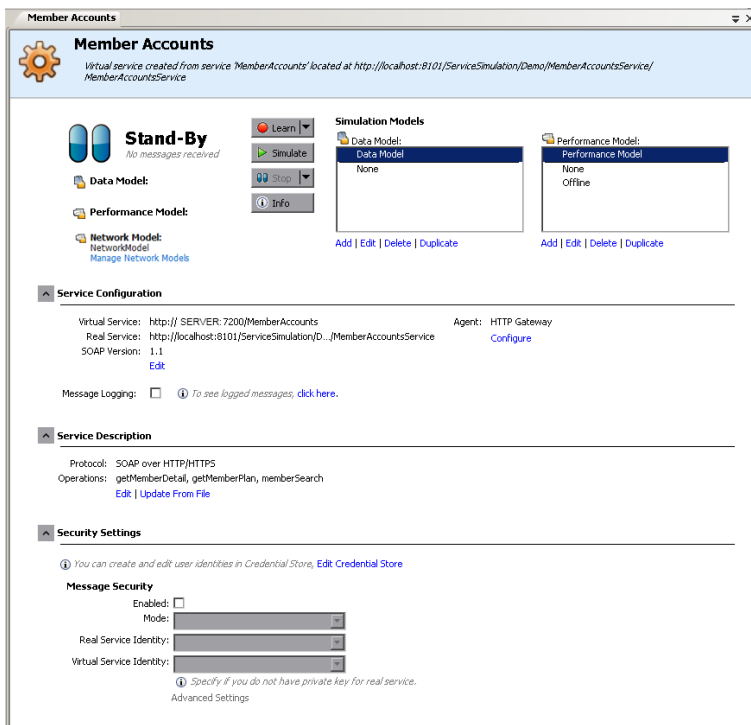 Member Accounts
Member Accounts
Virtual service created from service 'MemberAccounts' located at http://localhost:8101/ServiceSimulation/Demo/MemberAccountsService/
MemberAccountsService
Stand-By
No messages received
Data Model:
Performance Model:
Network Model:
NetworkModel
Manage Network Models
Learn
Simulate
Stop
Info
Simulation Models
Data Model:
Data Model
None
Add | Edit | Delete | Duplicate
Performance Model:
Performance Model
None
Offline
Add | Edit | Delete | Duplicate
Service Configuration
Virtual Service: http:// SERVER:7200/MemberAccounts
Agent: HTTP Gateway
Real Service: http://localhost:8101/ServiceSimulation/D.../MemberAccountsService
Configure
SOAP Version: 1.1
Edit
Message Logging: To see logged messages, click here.
Service Description
Protocol: SOAP over HTTP/HTTPS
Operations: getMemberDetail, getMemberPlan, memberSearch
Edit | Update From File
Security Settings
You can create and edit user identities in Credential Store, Edit Credential Store
Message Security
Enabled:
Mode:
Real Service Identity:
Virtual Service Identity:
Specify if you do not have private key for real service.
Advanced Settings